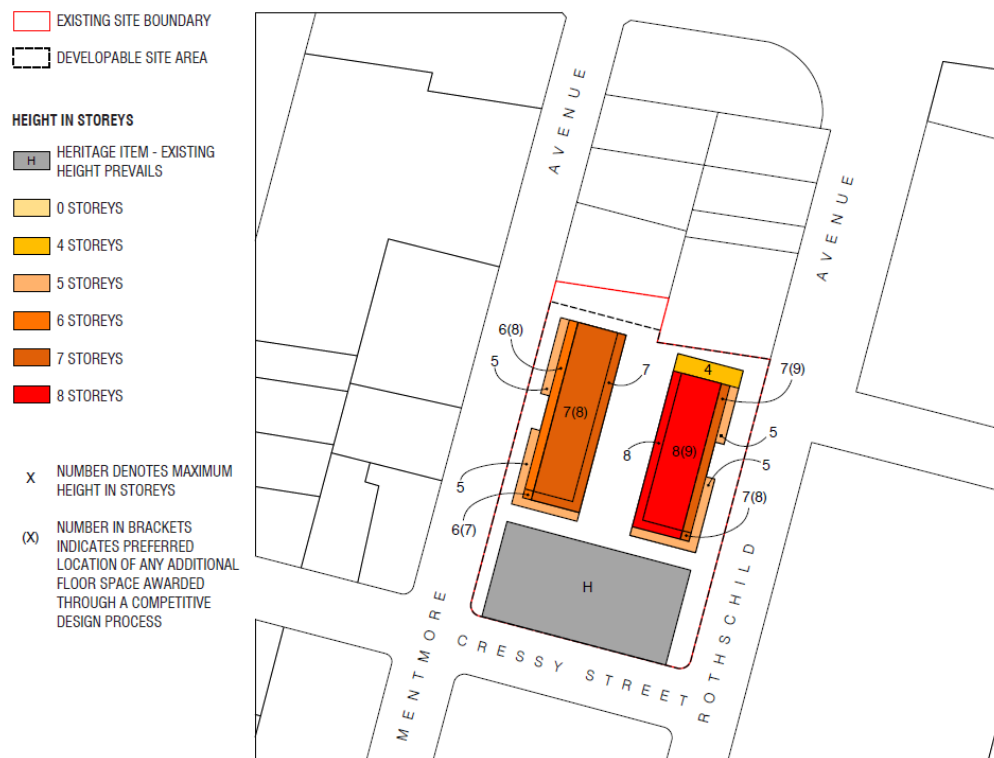 EXISTING SITE BOUNDARY
DEVELOPABLE SITE AREA
HEIGHT IN STOREYS
H
HERITAGE ITEM - EXISTING
HEIGHT PREVAILS
0 STOREYS
4 STOREYS
5 STOREYS
6 STOREYS
7 STOREYS
8 STOREYS
X
NUMBER DENOTES MAXIMUM
HEIGHT IN STOREYS
(X)
NUMBER IN BRACKETS
INDICATES PREFERRED
LOCATION OF ANY ADDITIONAL
FLOOR SPACE AWARDED
THROUGH A COMPETITIVE
DESIGN PROCESS
AVENUE
AVENUE
6(8)
5
7
7(8)
5
6(7)
4
7(9)
8
8(9)
5
5
7(8)
H
MENTMORE
CRESSY STREET
ROTHSCHILD